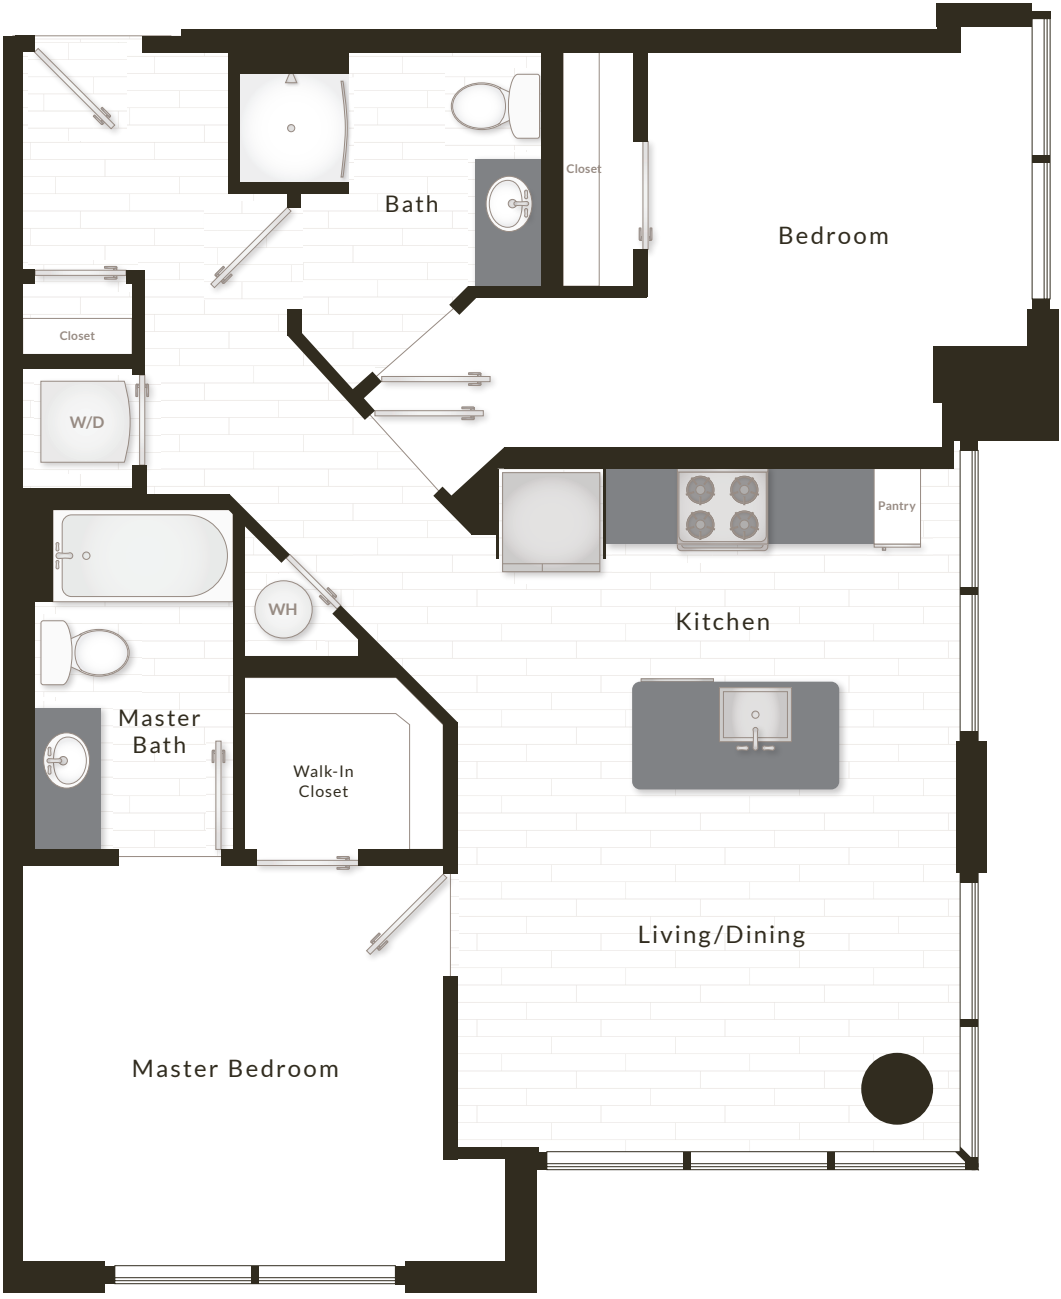 Closet
Bath
Bedroom
Closet
W/D
Pantry
WH
Kitchen
Master
Bath
Walk-In
Closet
Living/Dining
Master Bedroom